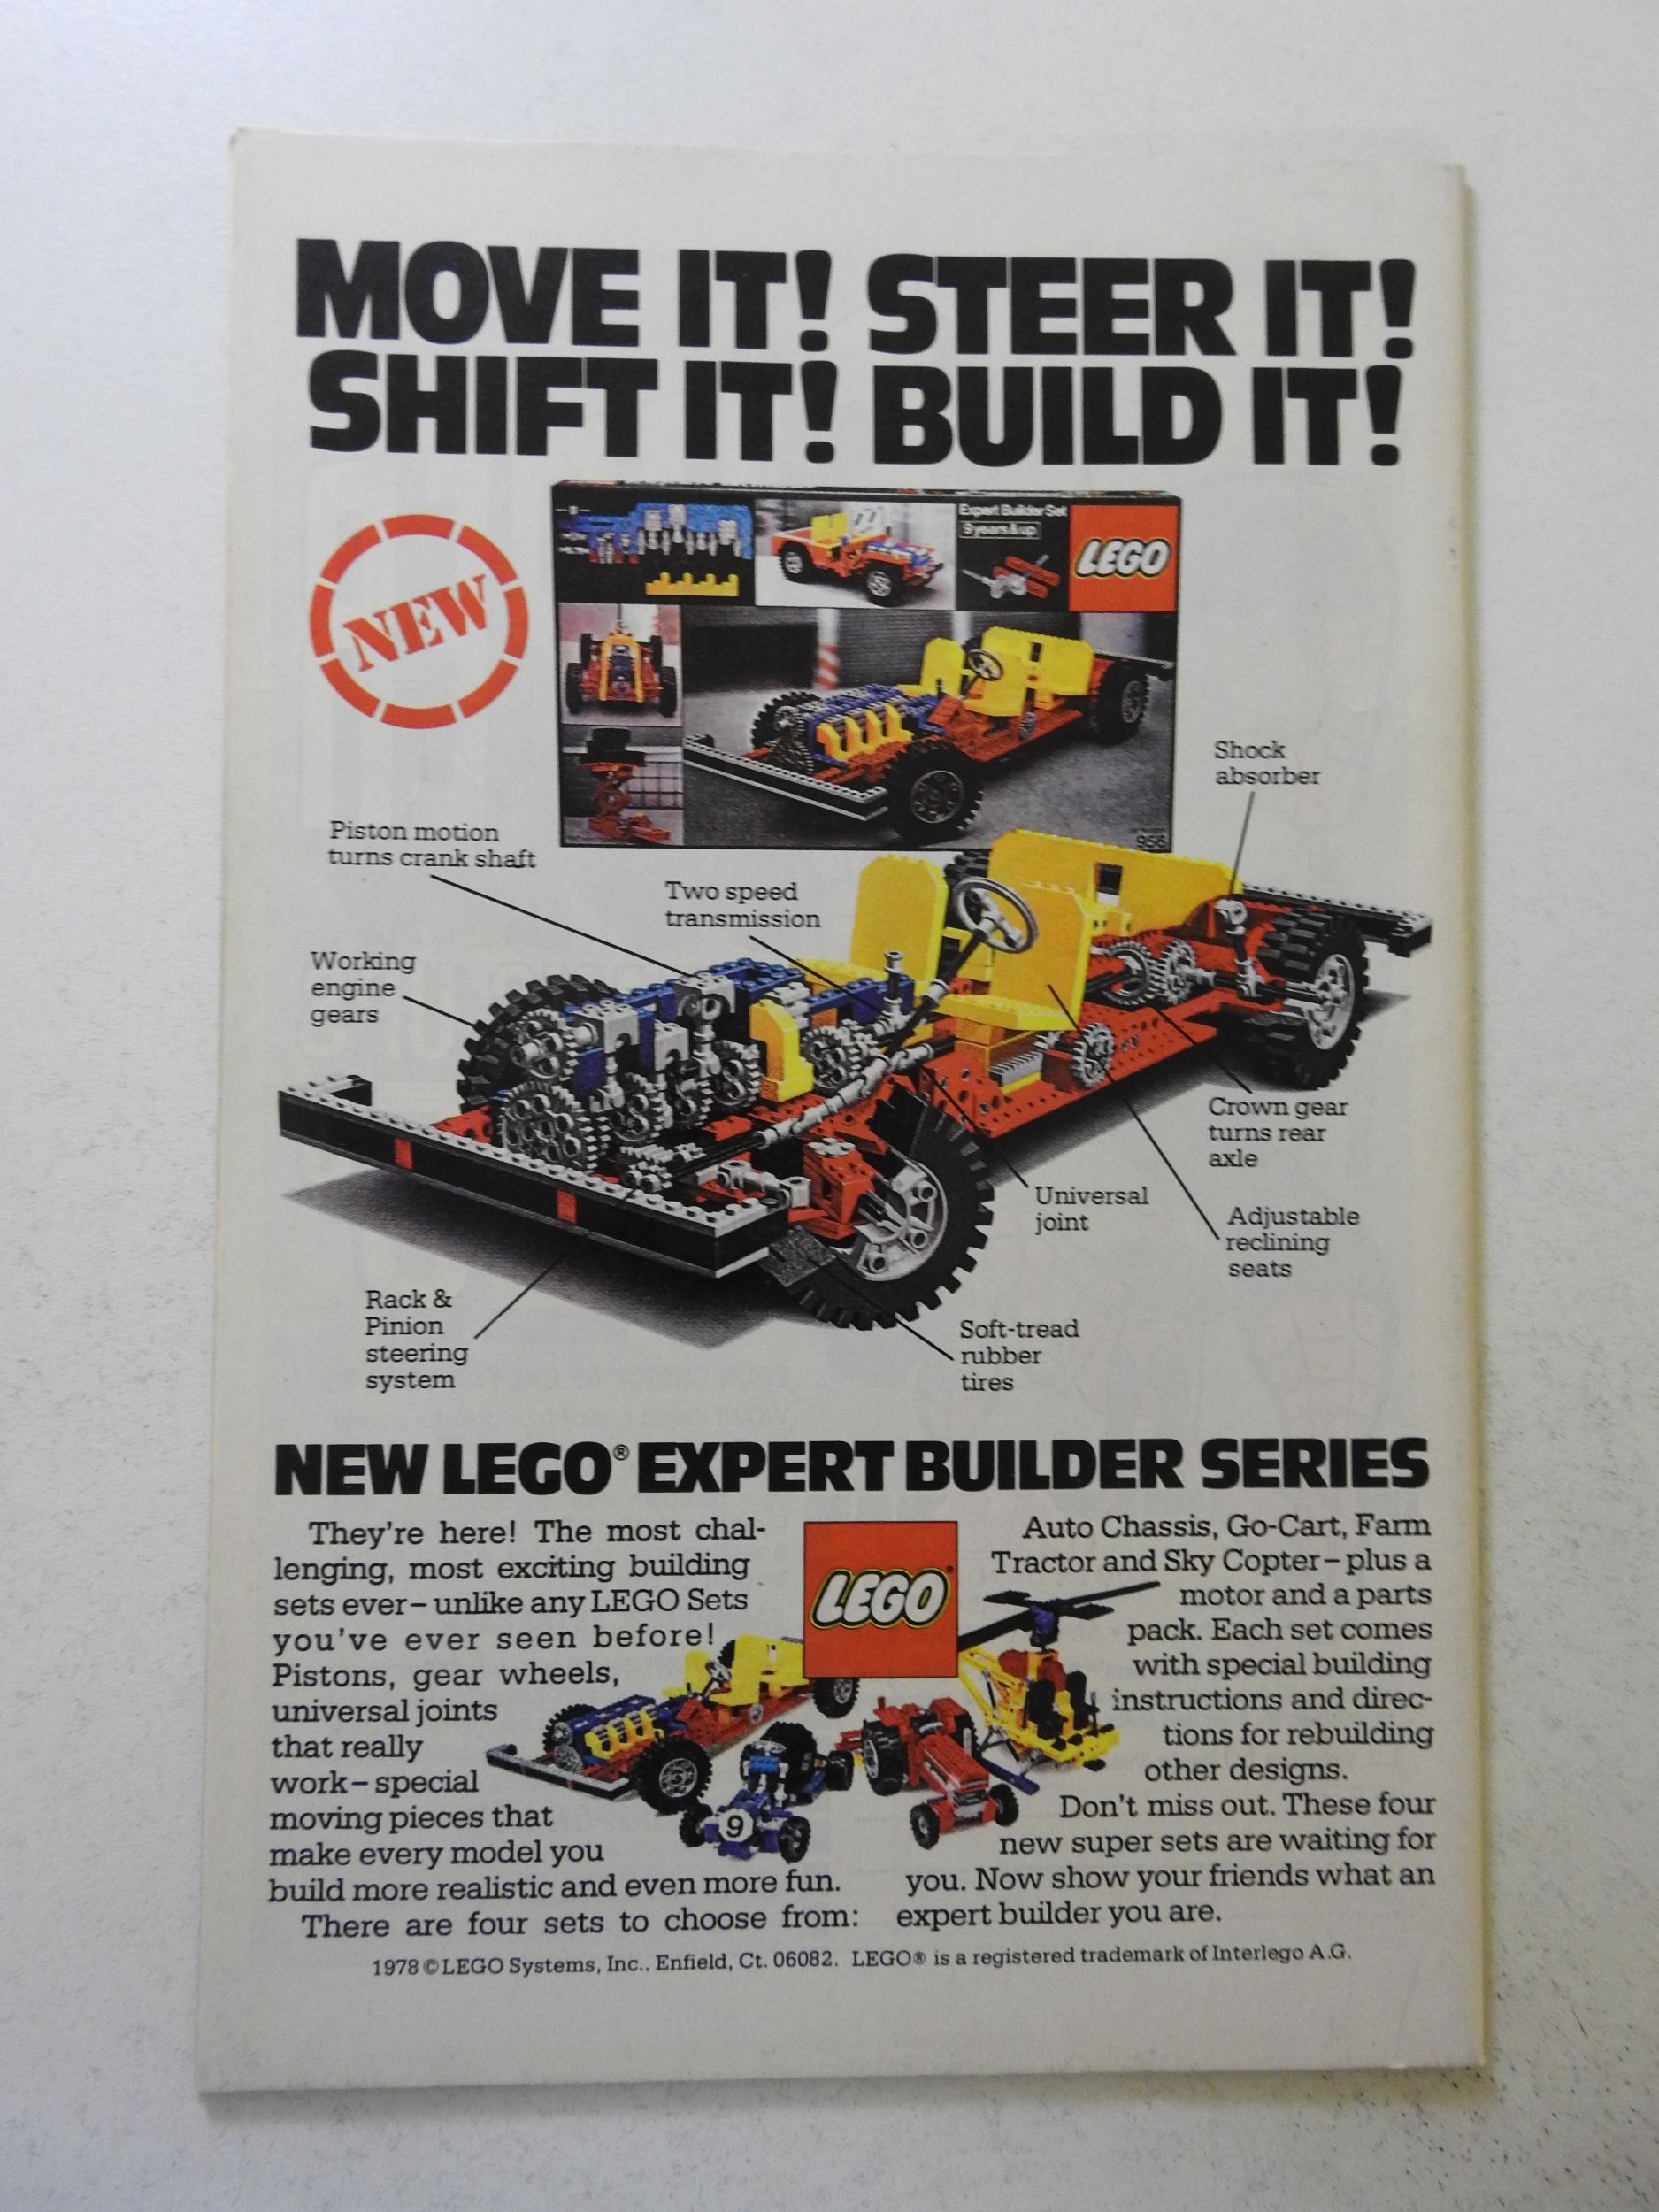 MOVE IT! STEER IT!
SHIFT IT! BUILD IT!
NEW
Expert Builder Set
9 years & up
LEGO
956
Shock
absorber
Piston motion
turns crank shaft
Two speed
transmission
Working
engine
gears
Crown gear
turns rear
axle
Universal
joint
Adjustable
reclining
seats
Rack &
Pinion
steering
system
Soft-tread
rubber
tires
NEW LEGO® EXPERT BUILDER SERIES
They're here! The most chal-
lenging, most exciting building
sets ever – unlike any LEGO Sets
you've ever seen before!
Pistons, gear wheels,
universal joints
that really
work – special
moving pieces that
make every model you
build more realistic and even more fun.
There are four sets to choose from:
LEGO
9
Auto Chassis, Go-Cart, Farm
Tractor and Sky Copter – plus a
motor and a parts
pack. Each set comes
with special building
instructions and direc-
tions for rebuilding
other designs.
Don't miss out. These four
new super sets are waiting for
you. Now show your friends what an
expert builder you are.
1978 © LEGO Systems, Inc.. Enfield, Ct. 06082. LEGO® is a registered trademark of Interlego A.G.